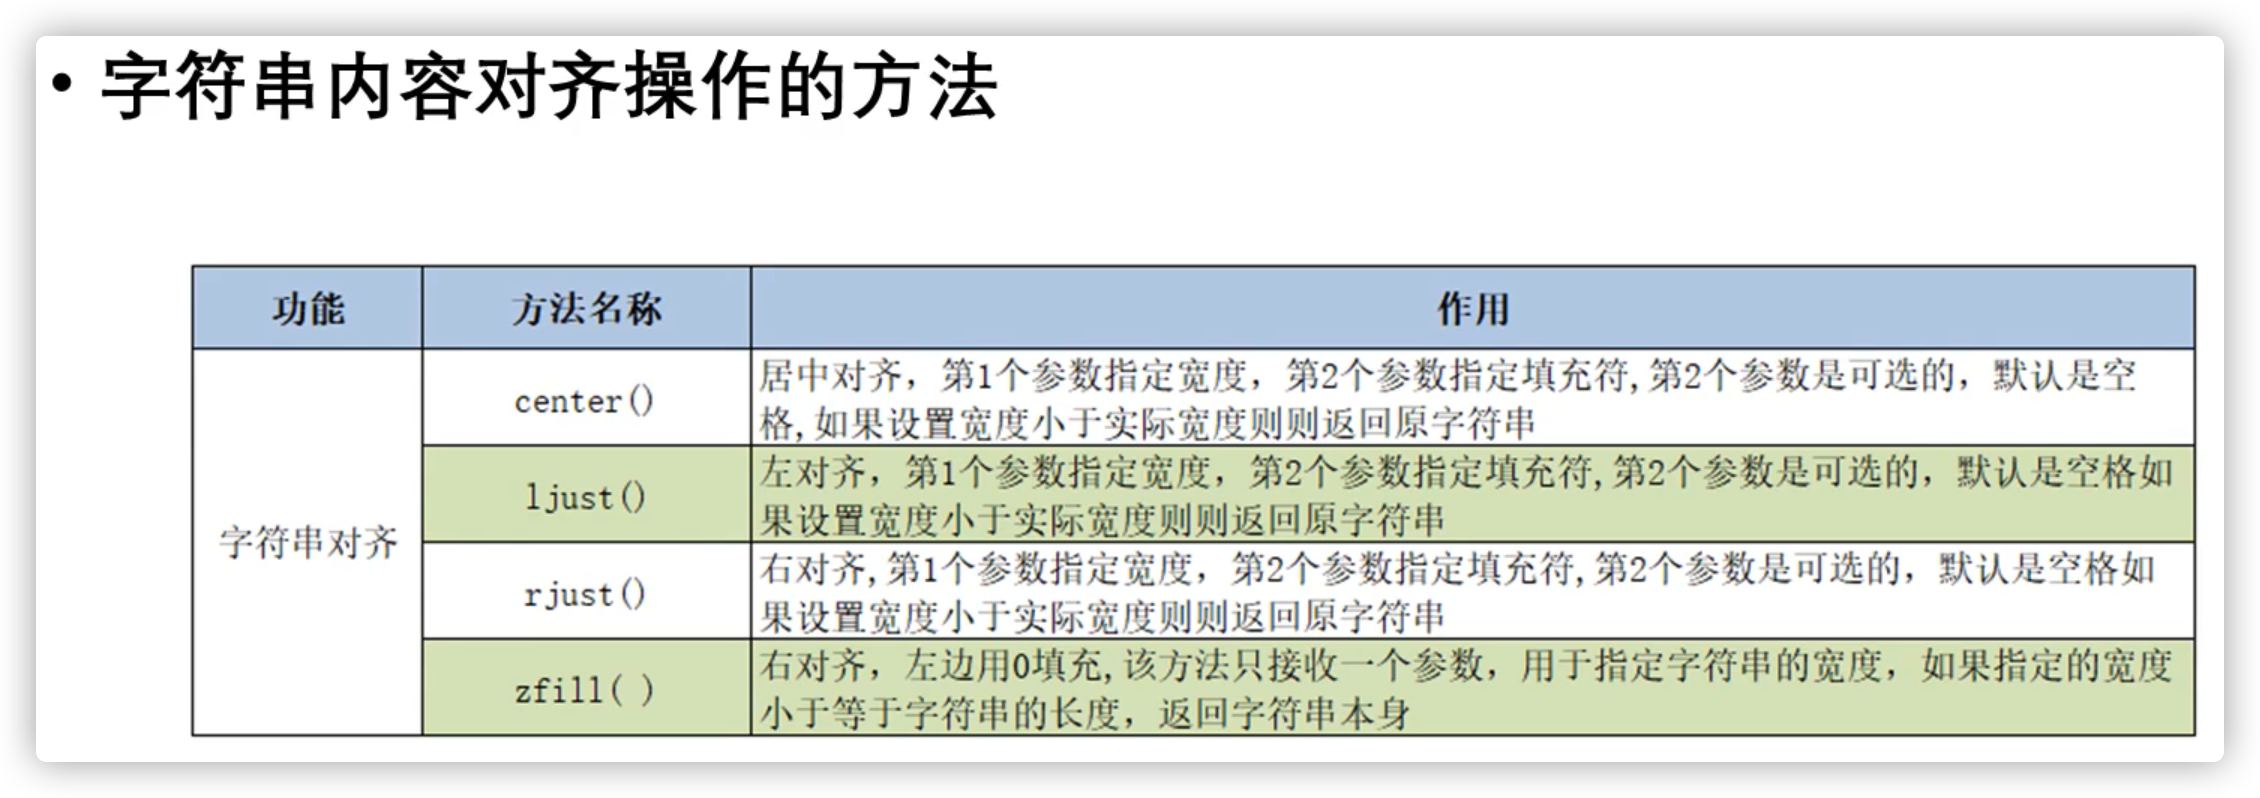 • 字符串内容对齐操作的方法
功能 方法名称 作用
字符串对齐
center()
居中对齐，第1个参数指定宽度，第2个参数指定填充符,第2个参数是可选的，默认是空
格,如果设置宽度小于实际宽度则则返回原字符串
ljust()
左对齐，第1个参数指定宽度，第2个参数指定填充符,第2个参数是可选的，默认是空格如
果设置宽度小于实际宽度则则返回原字符串
rjust()
右对齐,第1个参数指定宽度，第2个参数指定填充符,第2个参数是可选的，默认是空格如
果设置宽度小于实际宽度则则返回原字符串
zfill( )
右对齐，左边用0填充,该方法只接收一个参数，用于指定字符串的宽度，如果指定的宽度
小于等于字符串的长度，返回字符串本身